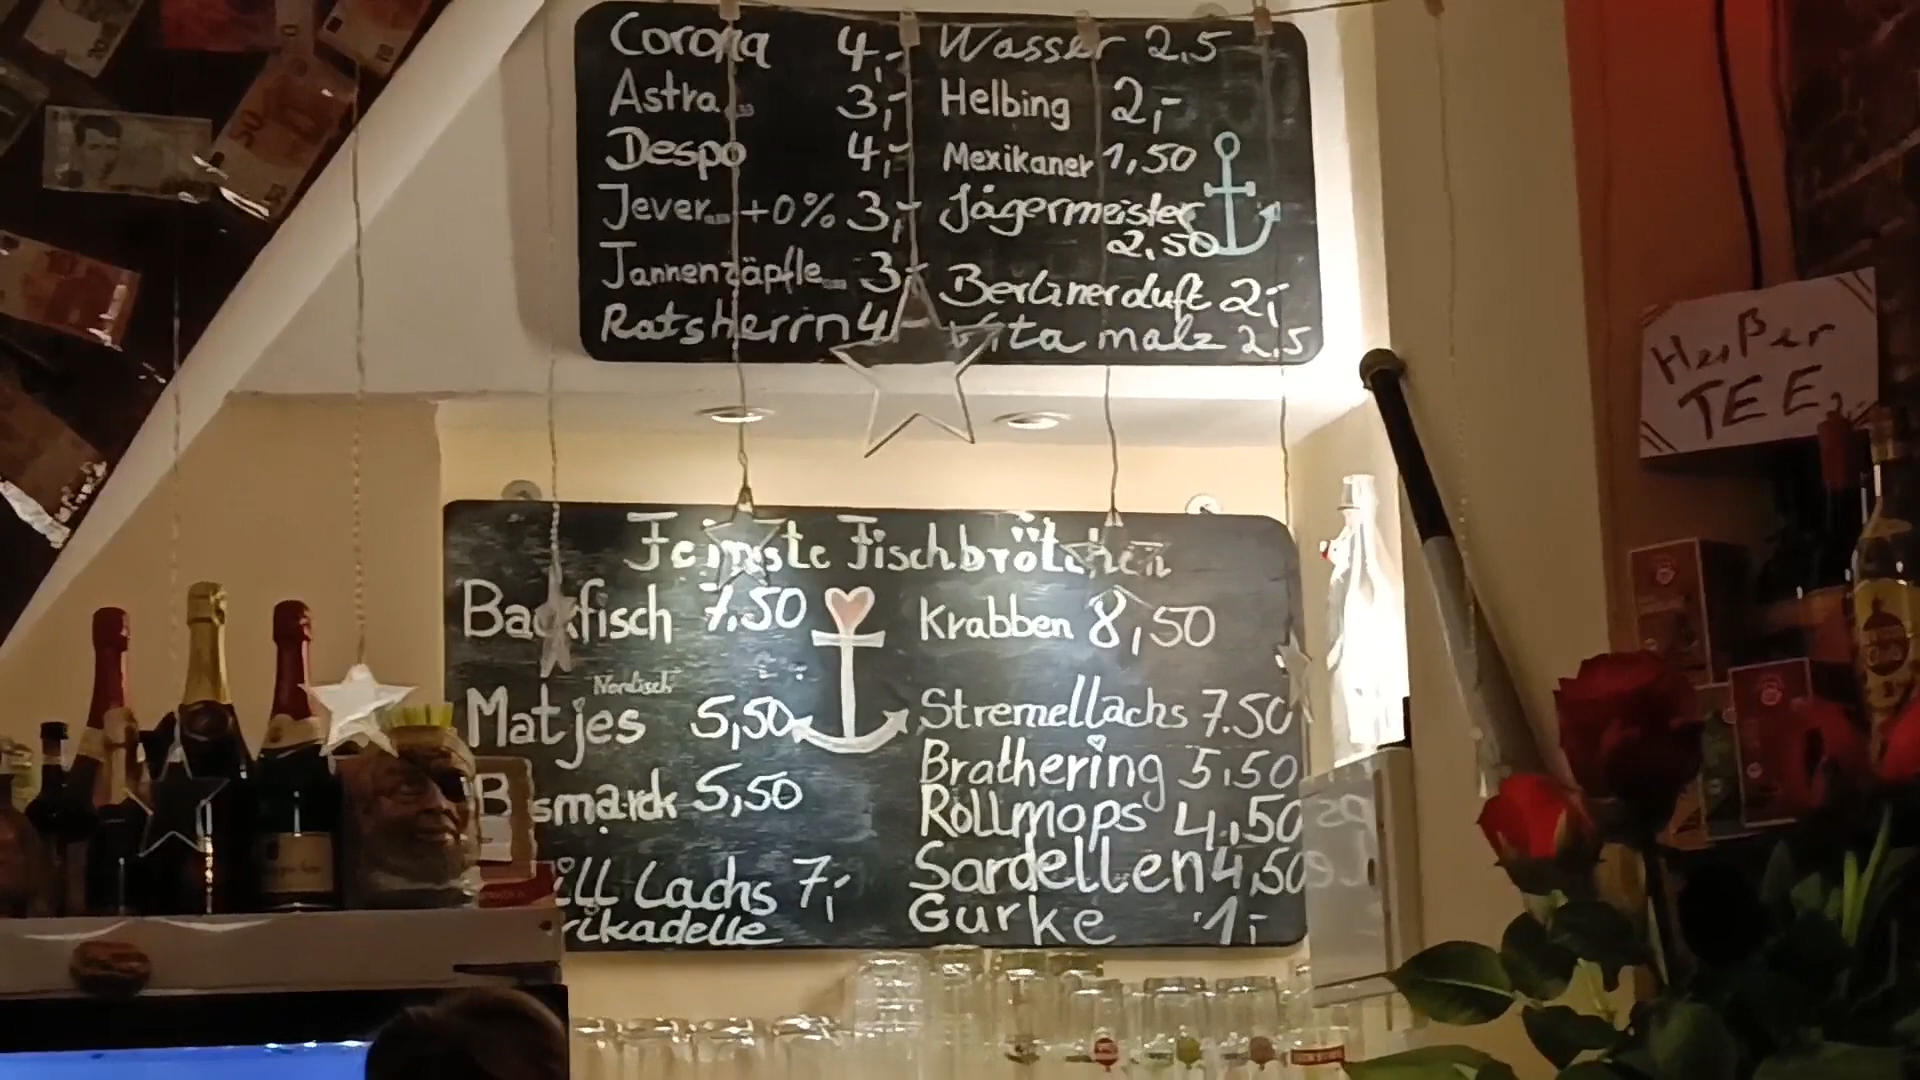 Corona 4,-
Astra 3,-
Despo 4,-
Jever +0% 3,-
Tannenzäpfle 3,-
Ratsherrn 4,-
Wasser 2,5
Helbing 2,-
Mexikaner 1,50
Jägermeister
2,50
Berliner duft 2,-
Vita malz 2,5
Feinste Fischbrötchen
Backfisch 7,50
Nordisch
Matjes 5,50
Bismarck 5,50
Lachs 7,-
Krabben 8,50
Stremellachs 7.50
Brathering 5,50
Rollmops 4,50
Sardellen 4,50
Gurke 1,-
Heißer
TEE
50